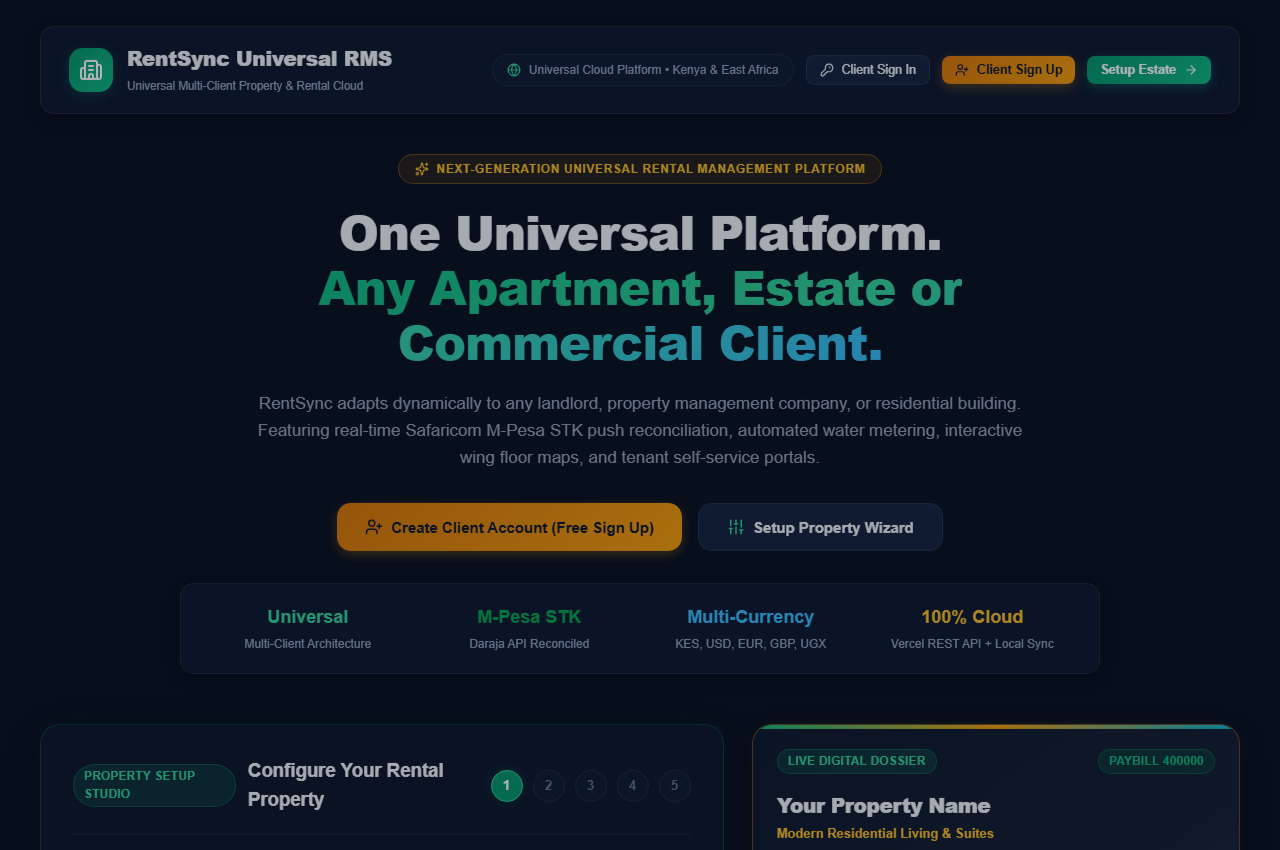 RentSync Universal RMS
Universal Multi-Client Property & Rental Cloud
Universal Cloud Platform • Kenya & East Africa
Client Sign In
Client Sign Up
Setup Estate
NEXT-GENERATION UNIVERSAL RENTAL MANAGEMENT PLATFORM
One Universal Platform.
Any Apartment, Estate or
Commercial Client.
RentSync adapts dynamically to any landlord, property management company, or residential building.
Featuring real-time Safaricom M-Pesa STK push reconciliation, automated water metering, interactive
wing floor maps, and tenant self-service portals.
Create Client Account (Free Sign Up)
Setup Property Wizard
Universal
Multi-Client Architecture
M-Pesa STK
Daraja API Reconciled
Multi-Currency
KES, USD, EUR, GBP, UGX
100% Cloud
Vercel REST API + Local Sync
PROPERTY SETUP
STUDIO
Configure Your Rental
Property
1
2
3
4
5
LIVE DIGITAL DOSSIER
PAYBILL 400000
Your Property Name
Modern Residential Living & Suites